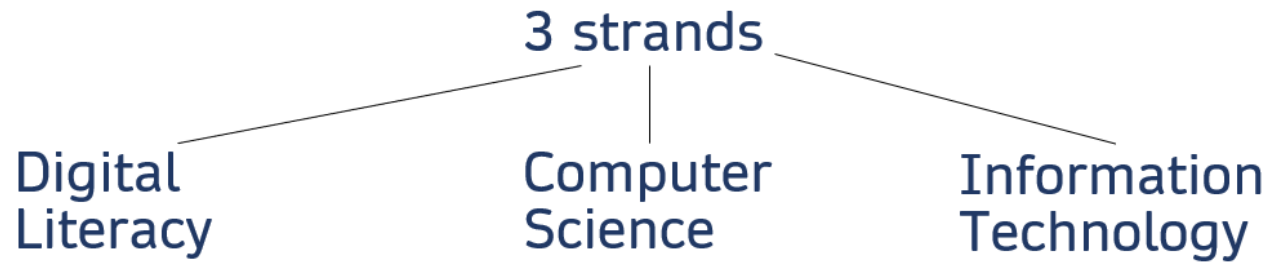 3 strands
Digital
Literacy
Computer
Science
Information
Technology